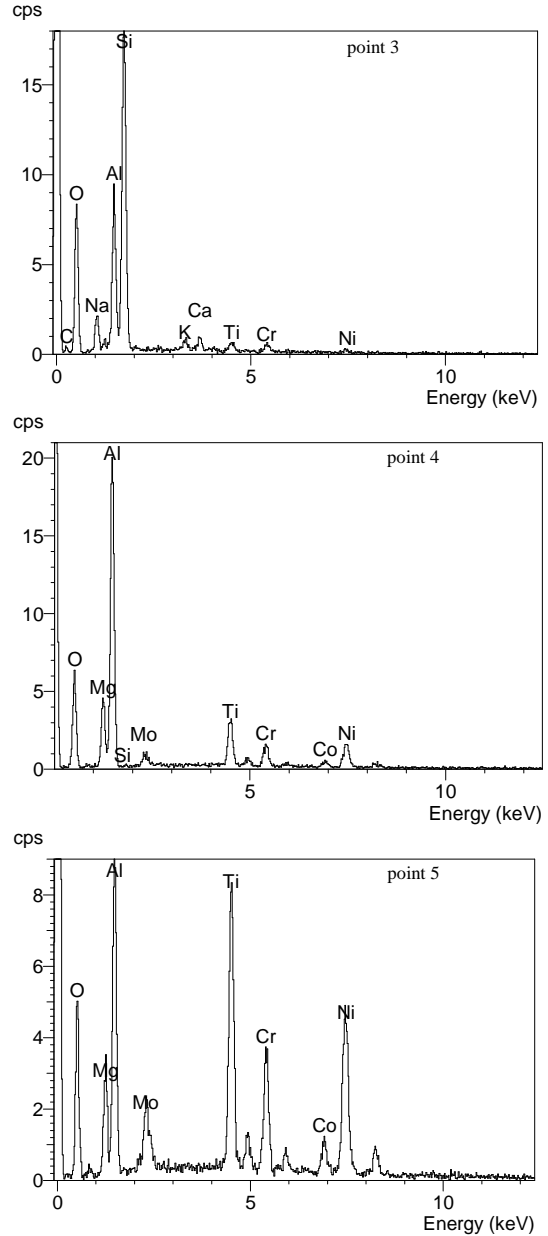 cps
Si
point 3
15
Al
10
O
5
Na
Ca
C
K
Ti
Cr
Ni
0
0
5
10
Energy (keV)
cps
20
Al
point 4
15
10
O
5
Mg
Ti
Si
Mo
Cr
Co
Ni
0
0
5
10
Energy (keV)
cps
Al
point 5
8
Ti
6
O
Ni
4
Cr
Mg
2
Mo
Co
0
0
5
10
Energy (keV)